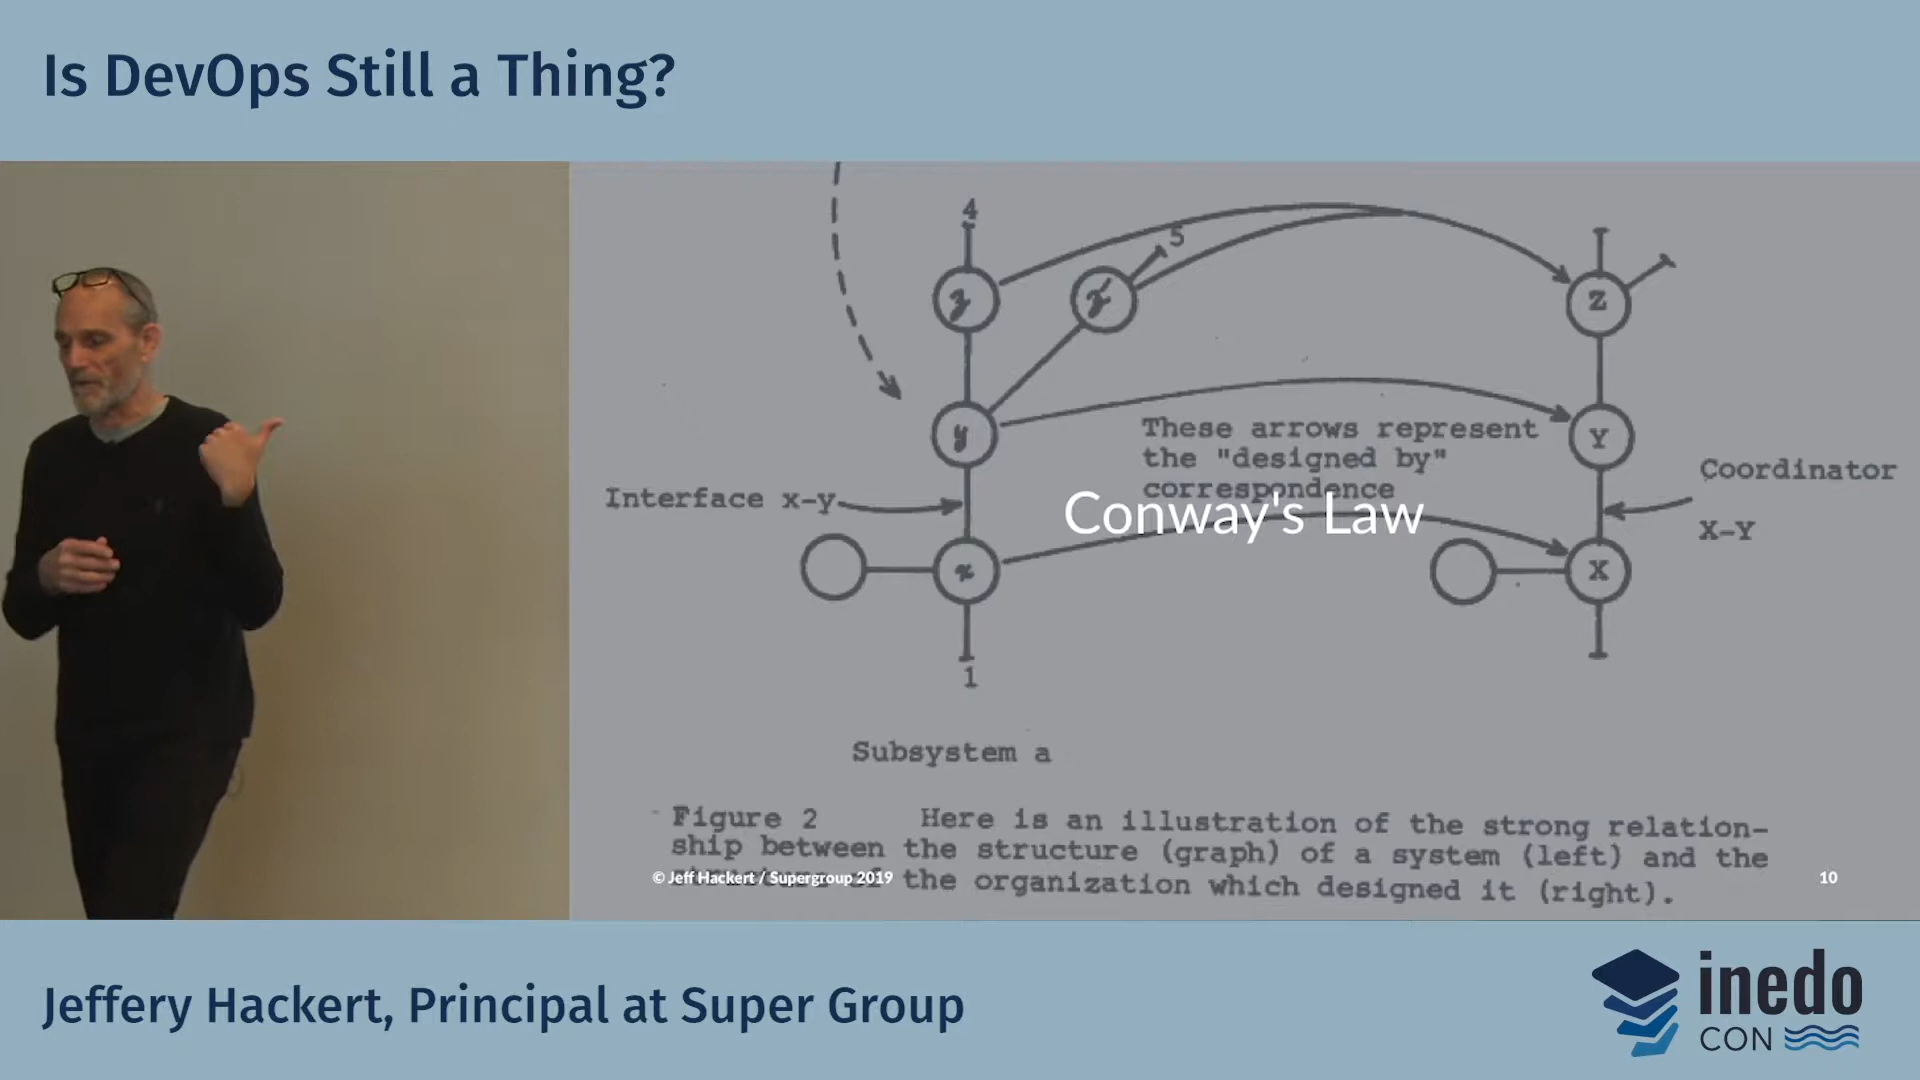 Is DevOps Still a Thing?
4
5
z
z'
Z
y
Y
These arrows represent
the "designed by"
correspondence
Coordinator
X-Y
Interface x-y
Conway's Law
x
X
1
Subsystem a
Figure 2 Here is an illustration of the strong relation-
ship between the structure (graph) of a system (left) and the
of the organization which designed it (right).
© Jeff Hackert / Supergroup 2019
10
Jeffery Hackert, Principal at Super Group
inedo
CON